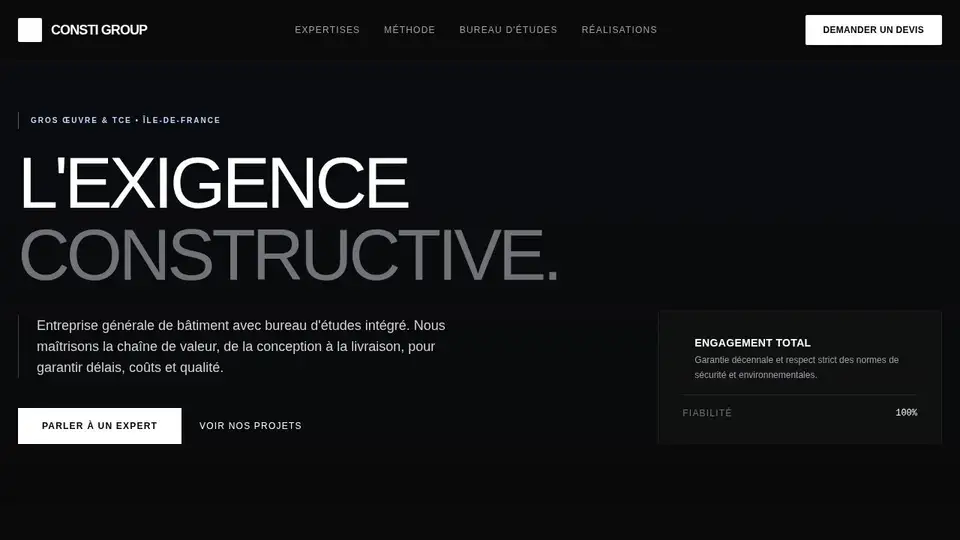 CONSTI GROUP
EXPERTISES
MÉTHODE
BUREAU D'ÉTUDES
RÉALISATIONS
DEMANDER UN DEVIS
GROS ŒUVRE & TCE • ÎLE-DE-FRANCE
L'EXIGENCE
CONSTRUCTIVE.
Entreprise générale de bâtiment avec bureau d'études intégré. Nous
maîtrisons la chaîne de valeur, de la conception à la livraison, pour
garantir délais, coûts et qualité.
PARLER À UN EXPERT
VOIR NOS PROJETS
ENGAGEMENT TOTAL
Garantie décennale et respect strict des normes de
sécurité et environnementales.
FIABILITÉ
100%